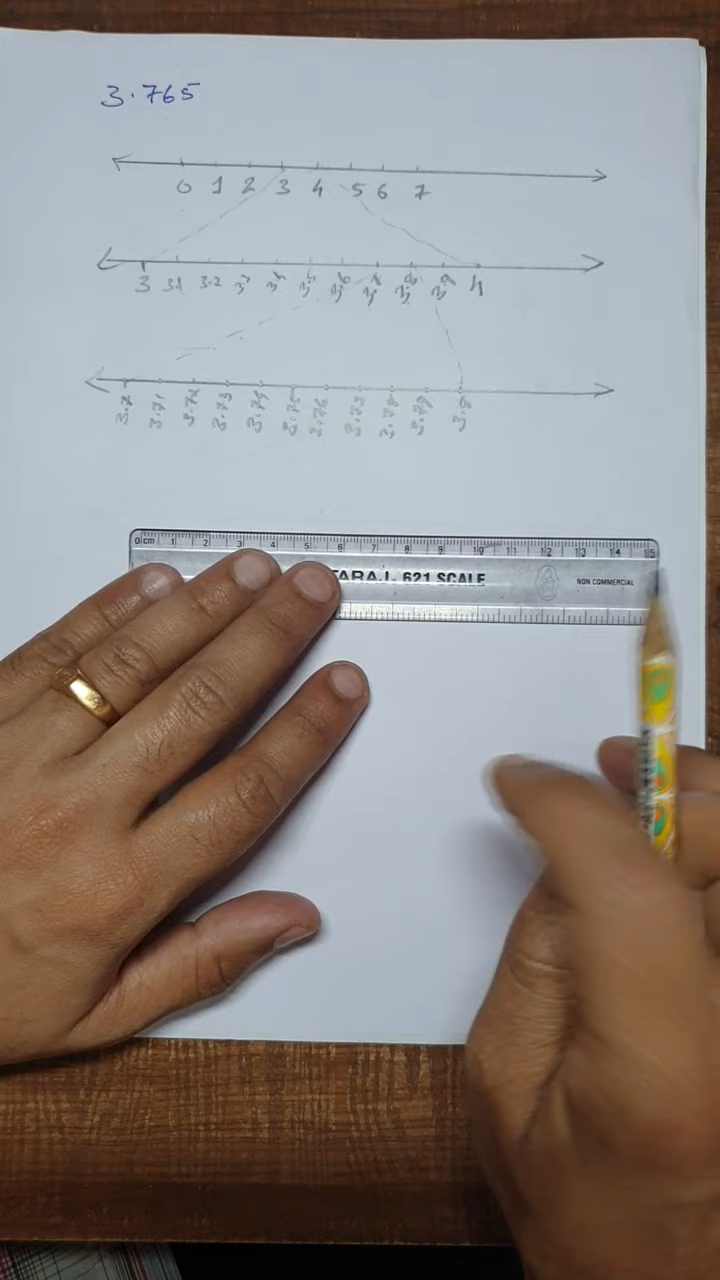 3.765
0 1 2 3 4 5 6 7
3 3.1 3.2 3.3 3.4 3.5 3.6 3.7 3.8 3.9 4
3.7 3.71 3.72 3.73 3.74 3.75 3.76 3.77 3.78 3.79 3.8
0 cm 1 2 3 4 5 6 7 8 9 10 11 12 13 14 15
621 SCALE
NON COMMERCIAL